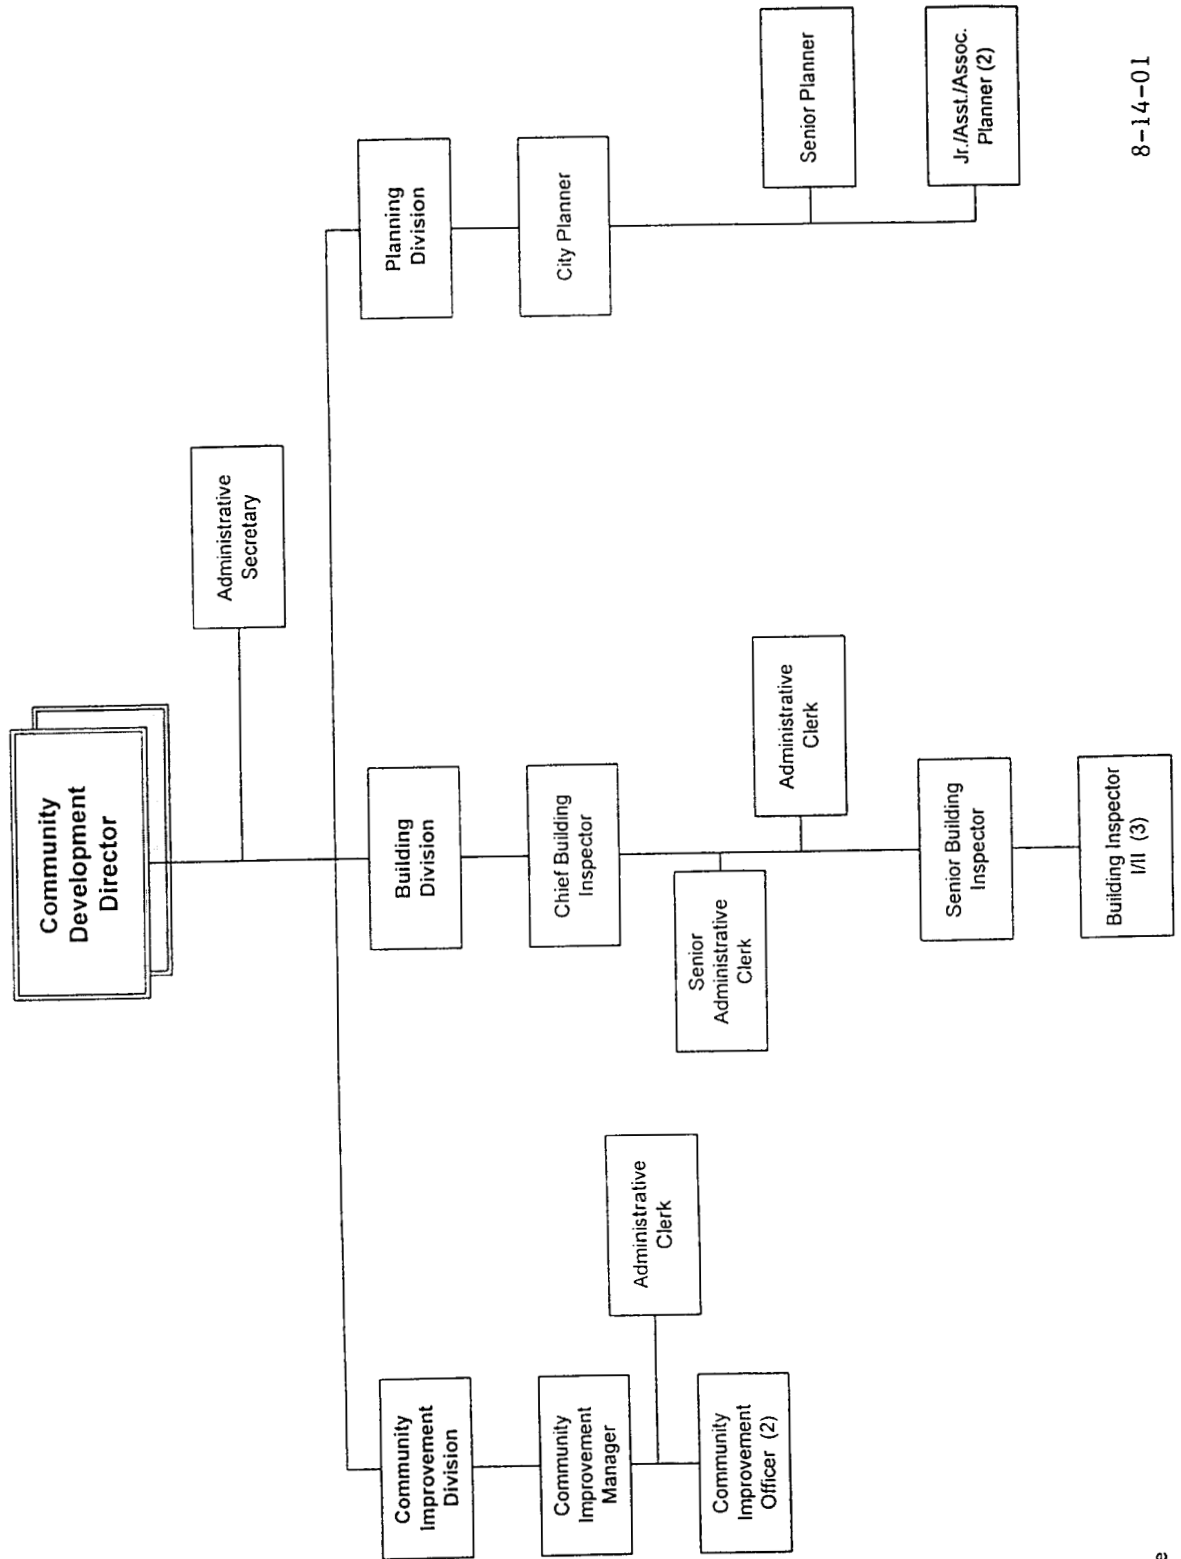 Community
Development
Director
Administrative
Secretary
Community
Improvement
Division
Building
Division
Planning
Division
Community
Improvement
Manager
Chief Building
Inspector
City Planner
Administrative
Clerk
Community
Improvement
Officer (2)
Senior
Administrative
Clerk
Administrative
Clerk
Senior Building
Inspector
Building Inspector
I/II (3)
Senior Planner
Jr./Asst./Assoc.
Planner (2)
8-14-01
e